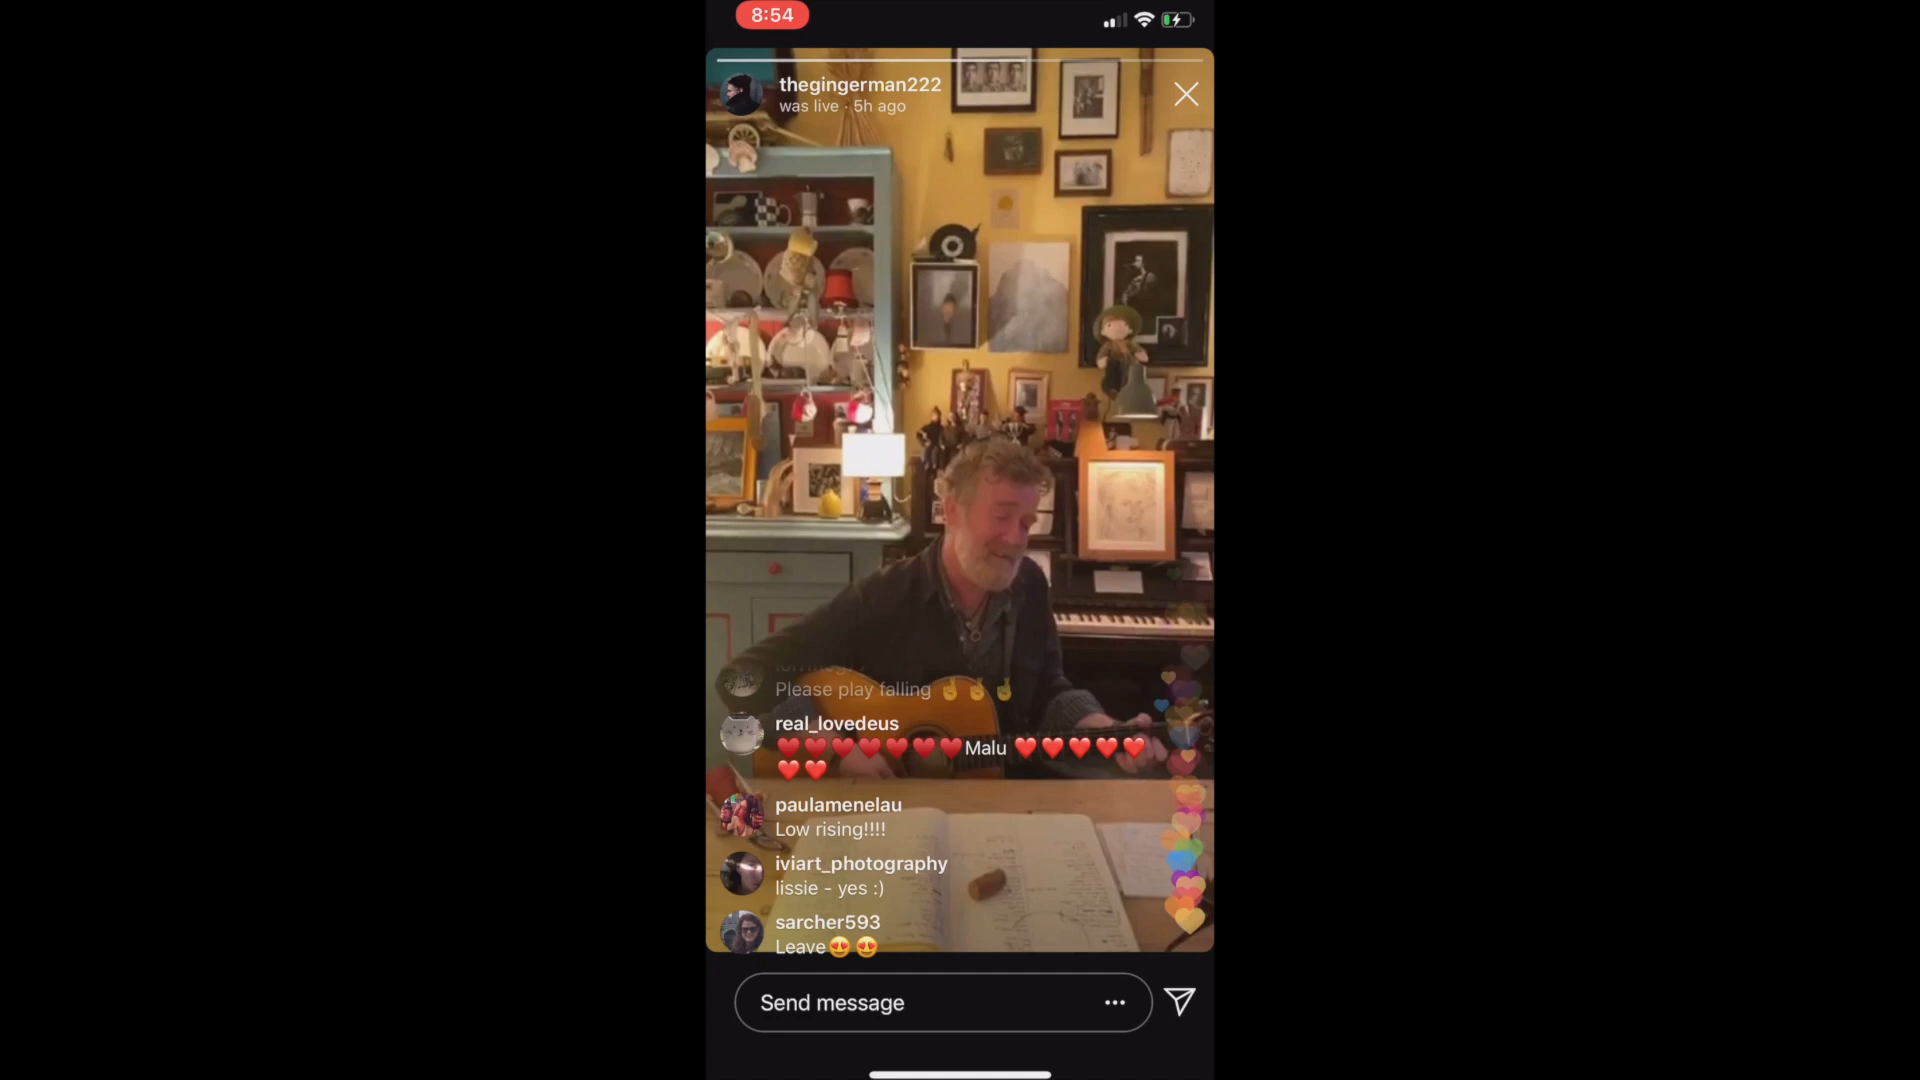 8:54
thegingerman222
was live · 5h ago
Please play falling 🤞🤞🤞
real_lovedeus
❤️❤️❤️❤️❤️❤️❤️Malu ❤️❤️❤️❤️❤️
❤️❤️
paulamenelau
Low rising!!!!
iviart_photography
lissie - yes :)
sarcher593
Leave😍😍
Send message